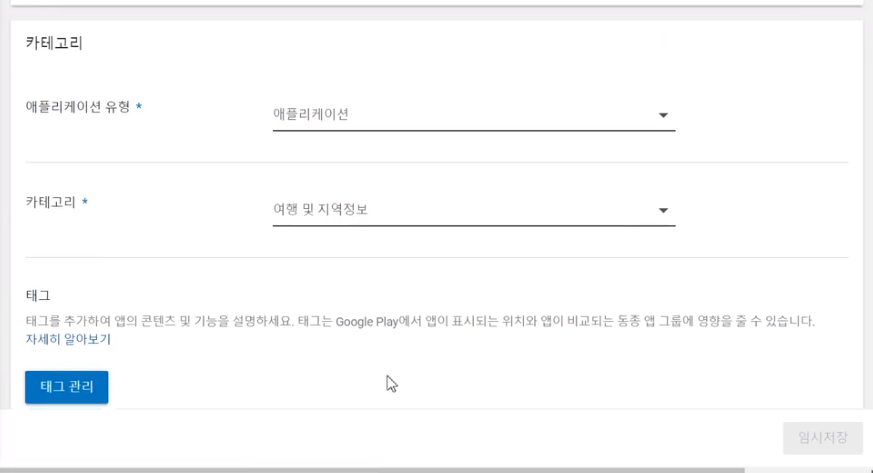 카테고리
애플리케이션 유형 *
애플리케이션
카테고리 *
여행 및 지역정보
태그
태그를 추가하여 앱의 콘텐츠 및 기능을 설명하세요. 태그는 Google Play에서 앱이 표시되는 위치와 앱이 비교되는 동종 앱 그룹에 영향을 줄 수 있습니다.
자세히 알아보기
태그 관리
임시저장